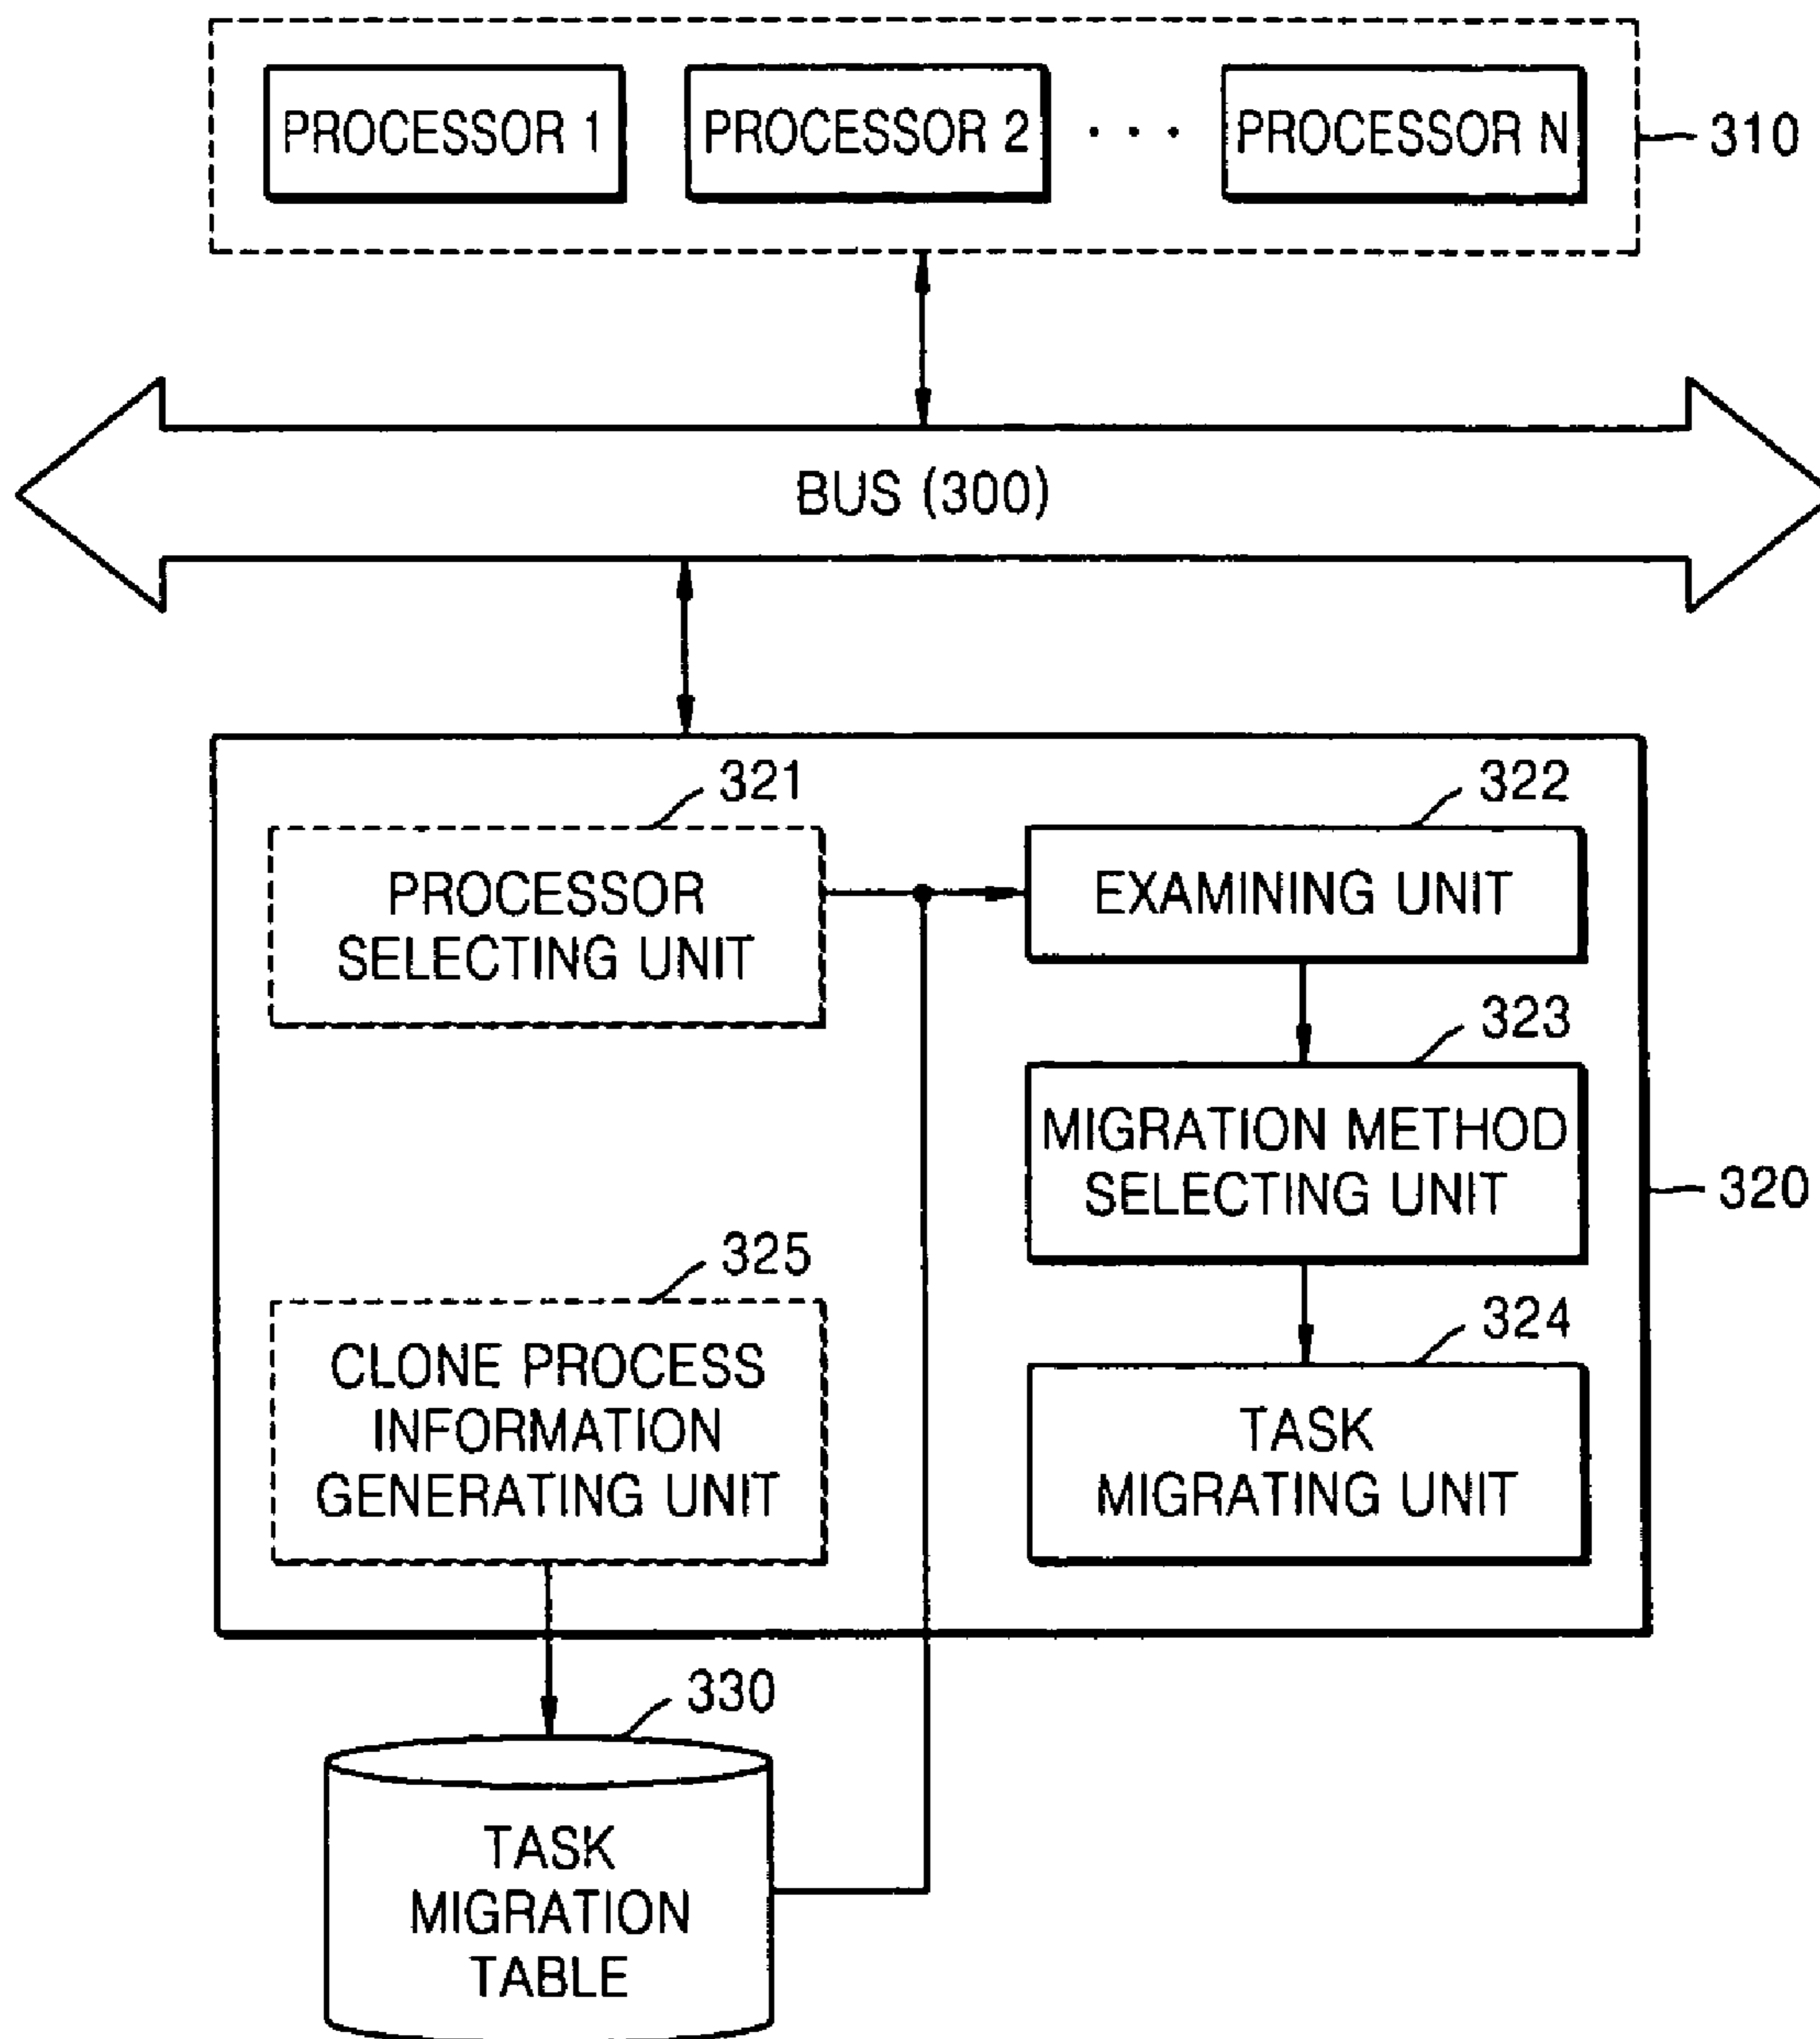 PROCESSOR 1
PROCESSOR 2
· · ·
PROCESSOR N
310
BUS (300)
321
322
PROCESSOR
SELECTING UNIT
EXAMINING UNIT
323
MIGRATION METHOD
SELECTING UNIT
320
325
324
CLONE PROCESS
INFORMATION
GENERATING UNIT
TASK
MIGRATING UNIT
330
TASK
MIGRATION
TABLE